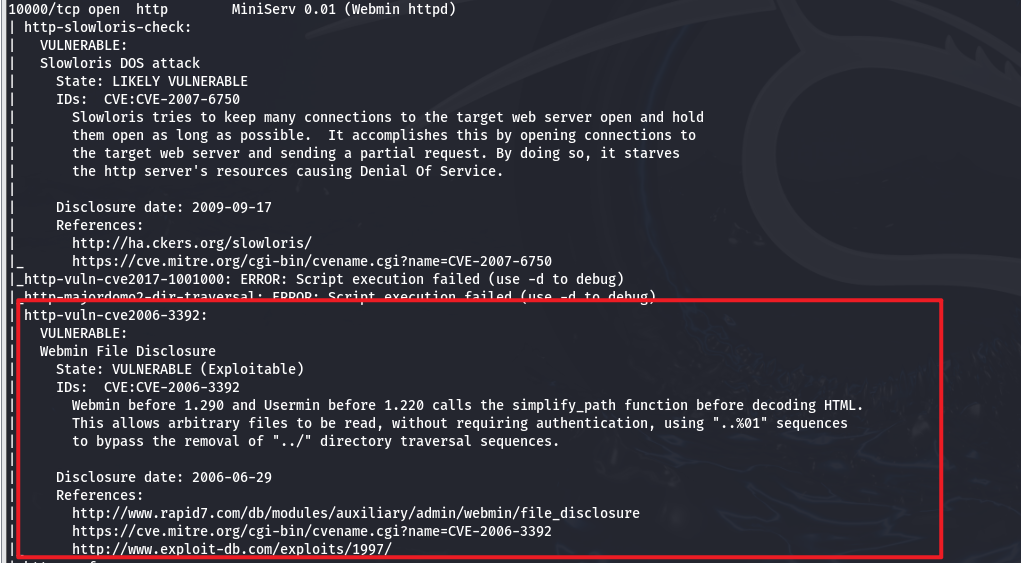 10000/tcp open  http       MiniServ 0.01 (Webmin httpd)
| http-slowloris-check:
|   VULNERABLE:
|   Slowloris DOS attack
|     State: LIKELY VULNERABLE
|     IDs:  CVE:CVE-2007-6750
|       Slowloris tries to keep many connections to the target web server open and hold
|       them open as long as possible.  It accomplishes this by opening connections to
|       the target web server and sending a partial request. By doing so, it starves
|       the http server's resources causing Denial Of Service.
|
|     Disclosure date: 2009-09-17
|     References:
|       http://ha.ckers.org/slowloris/
|_      https://cve.mitre.org/cgi-bin/cvename.cgi?name=CVE-2007-6750
|_http-vuln-cve2017-1001000: ERROR: Script execution failed (use -d to debug)
|_http-majordomo2-dir-traversal: ERROR: Script execution failed (use -d to debug)
| http-vuln-cve2006-3392:
|   VULNERABLE:
|   Webmin File Disclosure
|     State: VULNERABLE (Exploitable)
|     IDs:  CVE:CVE-2006-3392
|       Webmin before 1.290 and Usermin before 1.220 calls the simplify_path function before decoding HTML.
|       This allows arbitrary files to be read, without requiring authentication, using "..%01" sequences
|       to bypass the removal of "../" directory traversal sequences.
|
|     Disclosure date: 2006-06-29
|     References:
|       http://www.rapid7.com/db/modules/auxiliary/admin/webmin/file_disclosure
|       https://cve.mitre.org/cgi-bin/cvename.cgi?name=CVE-2006-3392
|_      http://www.exploit-db.com/exploits/1997/